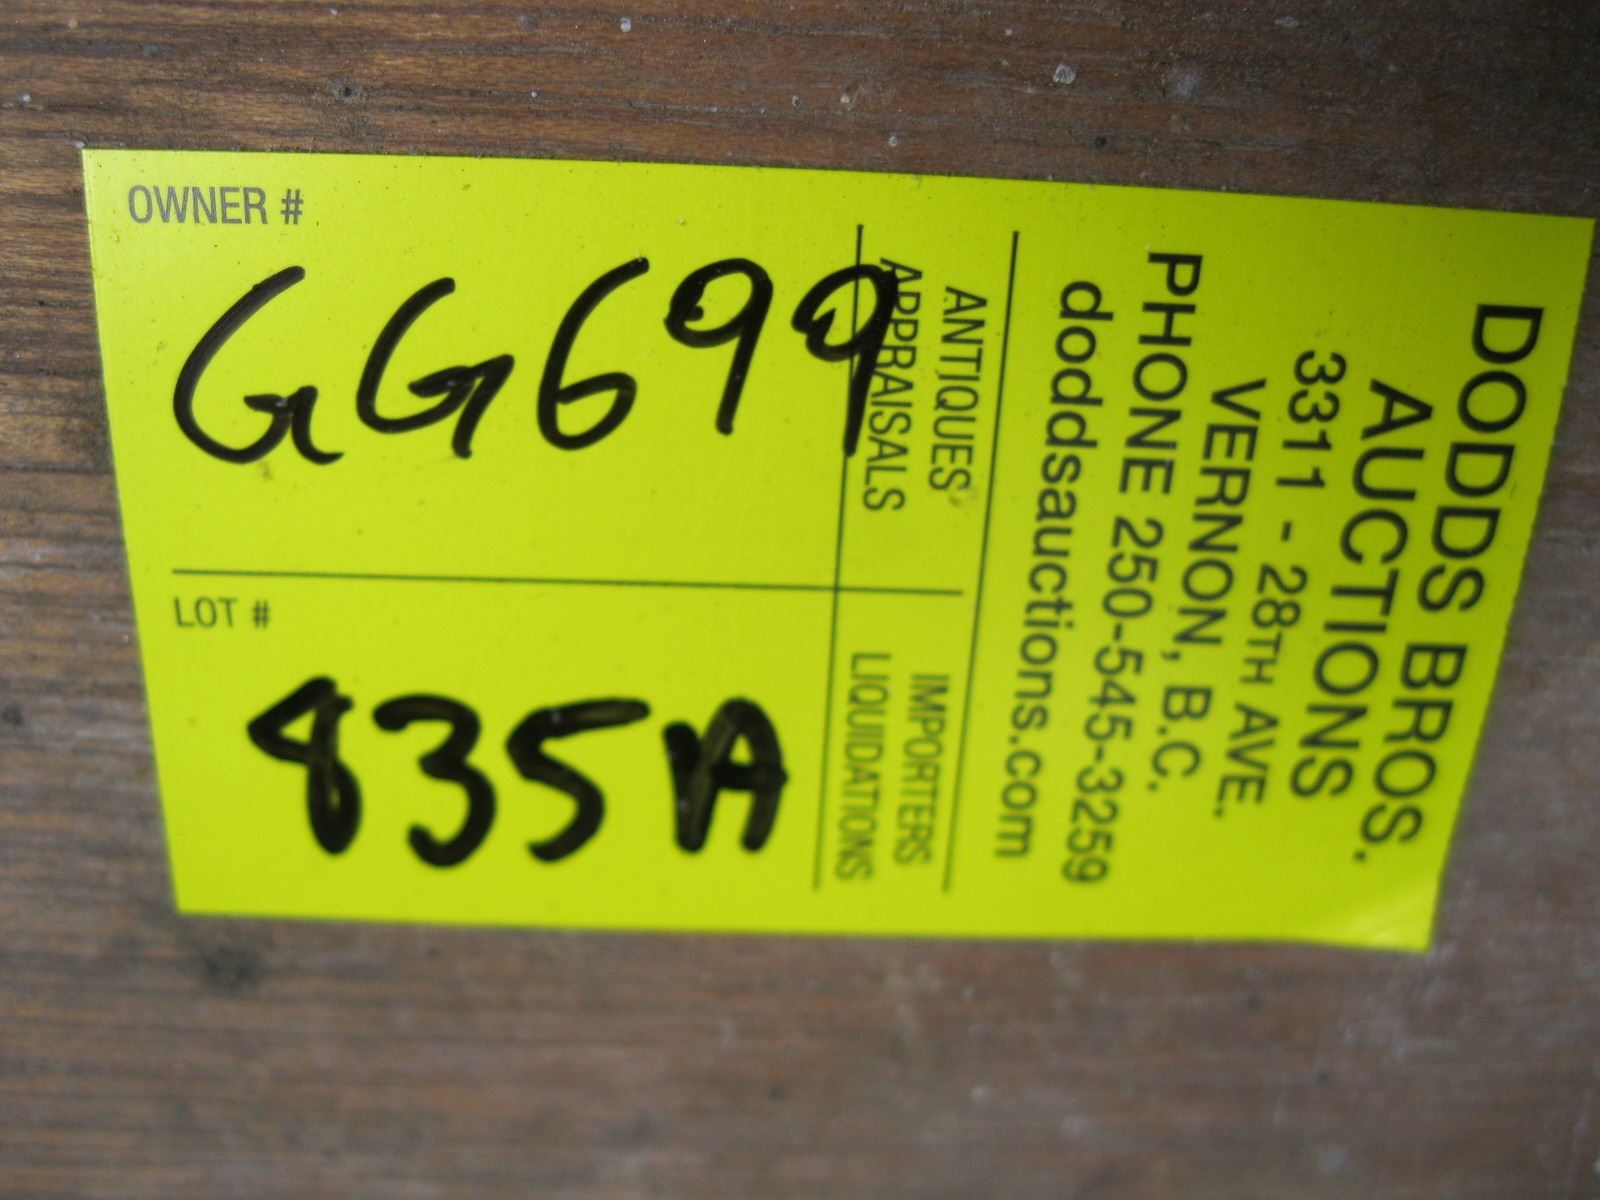 OWNER #
GG699
LOT #
835A
ANTIQUES
APPRAISALS
IMPORTERS
LIQUIDATIONS
DODDS BROS.
AUCTIONS
3311 - 28TH AVE.
VERNON, B.C.
PHONE 250-545-3259
doddsauctions.com